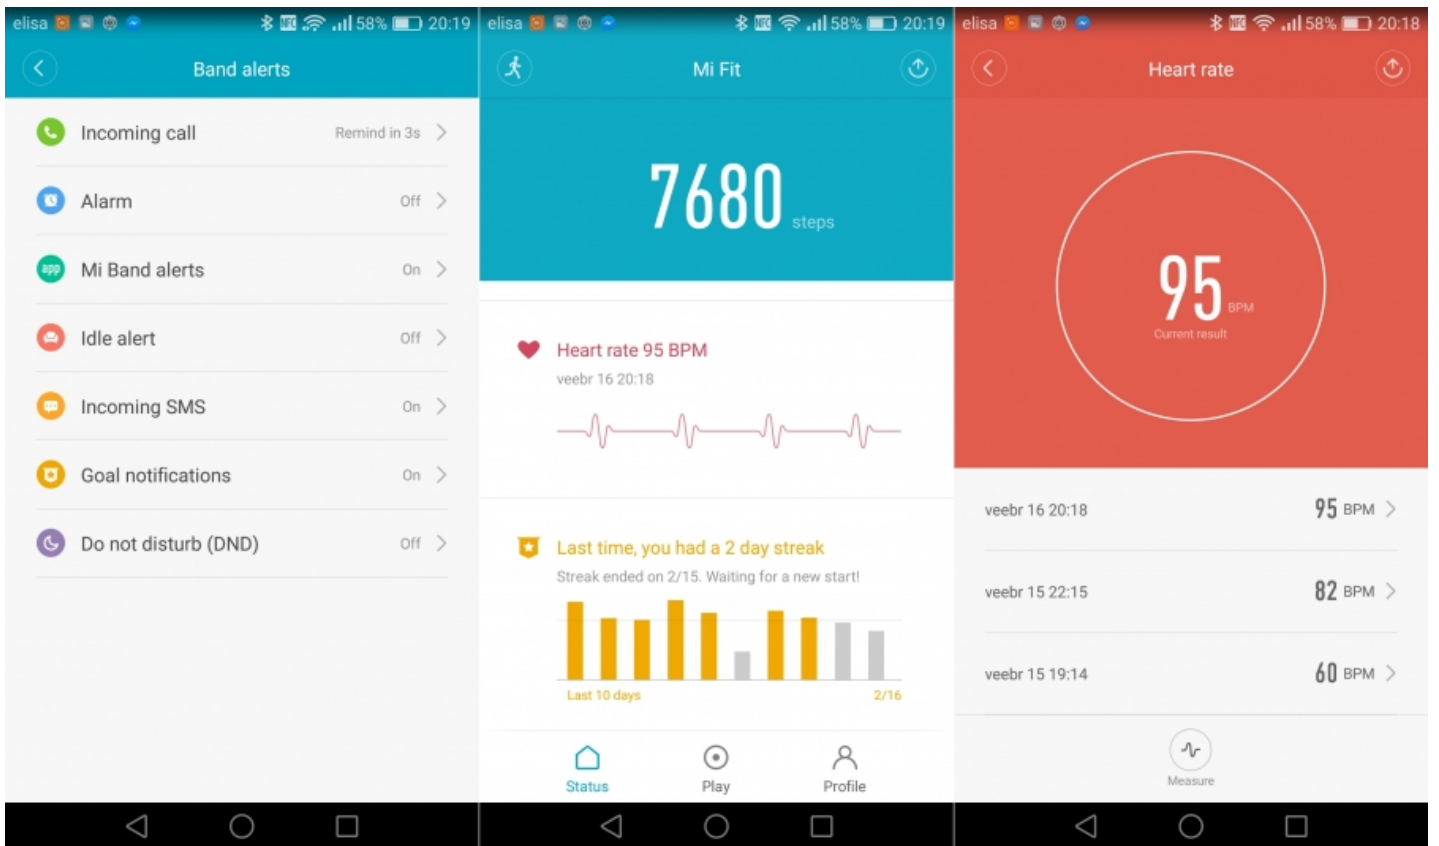 elisa 58% 20:19
Band alerts
Incoming call Remind in 3s
Alarm Off
app Mi Band alerts On
Idle alert Off
Incoming SMS On
Goal notifications On
Do not disturb (DND) Off
elisa NFC 58% 20:19
Mi Fit
7680 steps
Heart rate 95 BPM
veebr 16 20:18
Last time, you had a 2 day streak
Streak ended on 2/15. Waiting for a new start!
Last 10 days 2/16
Status Play Profile
elisa NFC 58% 20:18
Heart rate
95 BPM
Current result
veebr 16 20:18 95 BPM
veebr 15 22:15 82 BPM
veebr 15 19:14 60 BPM
Measure